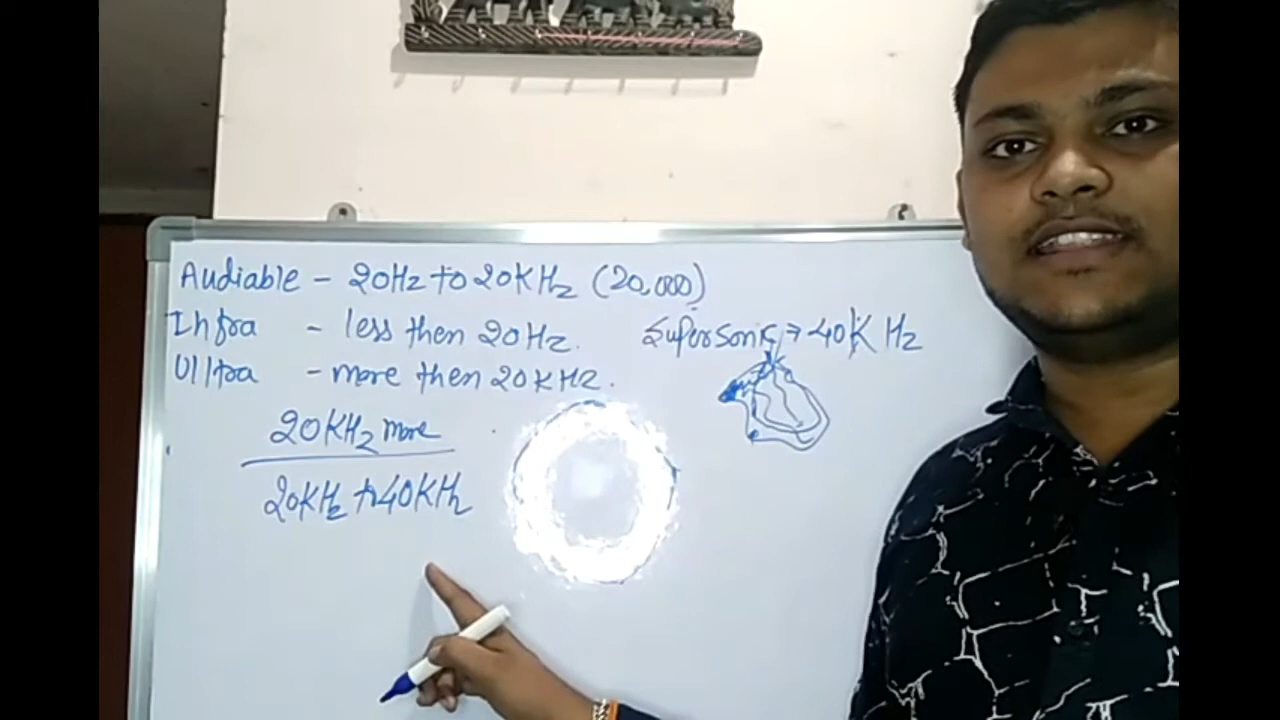 Audiable - 20Hz to 20KHz (20,000)
Infra - less then 20Hz.
Supersonic → 40K Hz
Ulltra - more then 20KHz.
20KHz more
20KHz to 40KHz